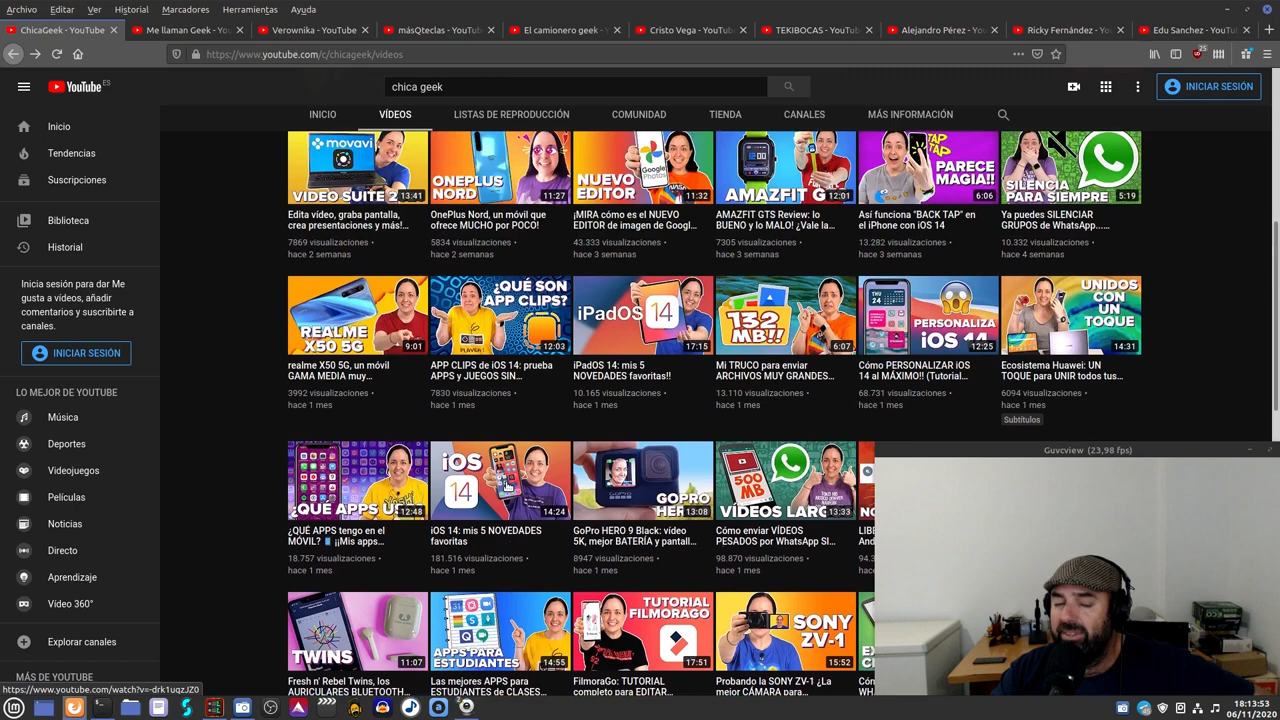 Archivo Editar Ver Historial Marcadores Herramientas Ayuda
ChicaGeek - YouTube
Me llaman Geek - Yo
Verownika - YouTube
másQteclas - YouTub
El camionero geek -
Cristo Vega - YouTub
TEKIBOCAS - YouTub
Alejandro Pérez - You
Ricky Fernández - You
Edu Sanchez - YouTu
https://www.youtube.com/c/chicageek/videos
25
YouTube ES
chica geek
INICIAR SESIÓN
INICIO VÍDEOS LISTAS DE REPRODUCCIÓN COMUNIDAD TIENDA CANALES MÁS INFORMACIÓN
Inicio
Tendencias
Suscripciones
Biblioteca
Historial
Inicia sesión para dar Me
gusta a vídeos, añadir
comentarios y suscribirte a
canales.
INICIAR SESIÓN
LO MEJOR DE YOUTUBE
Música
Deportes
Videojuegos
Películas
Noticias
Directo
Aprendizaje
Vídeo 360°
Explorar canales
MÁS DE YOUTUBE
movavi
VIDEO SUITE 2
13:41
Edita vídeo, graba pantalla,
crea presentaciones y más!...
7869 visualizaciones •
hace 2 semanas
ONEPLUS
NORD
11:27
OnePlus Nord, un móvil que
ofrece MUCHO por POCO!
5834 visualizaciones •
hace 2 semanas
Google
Photos
NUEVO
EDITOR
11:32
¡MIRA cómo es el NUEVO
EDITOR de imagen de Googl...
43.333 visualizaciones •
hace 3 semanas
AMAZFIT GTS
12:01
AMAZFIT GTS Review: lo
BUENO y lo MALO! ¿Vale la...
7305 visualizaciones •
hace 3 semanas
TAP
TAP
PARECE
MAGIA!!
6:06
Así funciona "BACK TAP" en
el iPhone con iOS 14
13.282 visualizaciones •
hace 3 semanas
SILENCIA
PARA SIEMPRE
5:19
Ya puedes SILENCIAR
GRUPOS de WhatsApp.....
10.332 visualizaciones •
hace 4 semanas
REALME
X50 5G
9:01
realme X50 5G, un móvil
GAMA MEDIA muy...
3992 visualizaciones •
hace 1 mes
¿QUÉ SON
APP CLIPS?
12:03
APP CLIPS de iOS 14: prueba
APPS y JUEGOS SIN...
7830 visualizaciones •
hace 1 mes
iPadOS 14
17:15
iPadOS 14: mis 5
NOVEDADES favoritas!!
10.165 visualizaciones •
hace 1 mes
132
MB!!
6:07
Mi TRUCO para enviar
ARCHIVOS MUY GRANDES...
13.110 visualizaciones •
hace 1 mes
THU
24
PERSONALIZA
iOS 14
12:25
Cómo PERSONALIZAR iOS
14 al MÁXIMO!! (Tutorial...
68.731 visualizaciones •
hace 1 mes
UNIDOS
CON UN
TOQUE
14:31
Ecosistema Huawei: UN
TOQUE para UNIR todos tus...
6094 visualizaciones •
hace 1 mes
Subtítulos
¿QUÉ APPS US
12:48
¿QUÉ APPS tengo en el
MÓVIL? ¡¡Mis apps...
18.757 visualizaciones •
hace 1 mes
iOS
14
14:24
iOS 14: mis 5 NOVEDADES
favoritas
181.516 visualizaciones •
hace 1 mes
GoPro
GOPRO
HERO
13:08
GoPro HERO 9 Black: vídeo
5K, mejor BATERÍA y pantall...
8947 visualizaciones •
hace 1 mes
500
MB
VÍDEOS LARG
13:33
Cómo enviar VÍDEOS
PESADOS por WhatsApp SI...
98.870 visualizaciones •
hace 1 mes
TWINS
11:07
Fresh n' Rebel Twins, los
AURICULARES BLUETOOTH...
APPS PARA
ESTUDIANTES
14:55
Las mejores APPS para
ESTUDIANTES de CLASES...
TUTORIAL
FILMORAGO
17:51
FilmoraGo: TUTORIAL
completo para EDITAR...
SONY
ZV-1
15:52
Probando la SONY ZV-1 ¿La
mejor CÁMARA para...
Guvcview (23,98 fps)
https://www.youtube.com/watch?v=-drk1uqzJZ0
18:13:53
06/11/2020